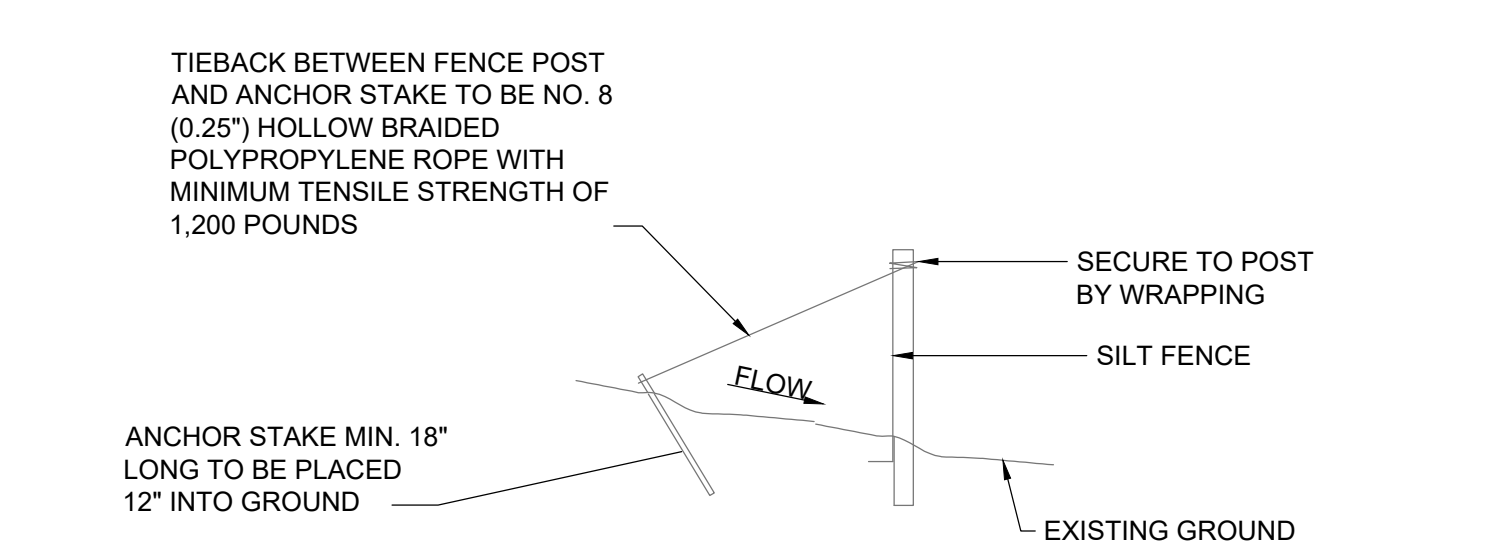 TIEBACK BETWEEN FENCE POST
AND ANCHOR STAKE TO BE NO. 8
(0.25") HOLLOW BRAIDED
POLYPROPYLENE ROPE WITH
MINIMUM TENSILE STRENGTH OF
1,200 POUNDS
SECURE TO POST
BY WRAPPING
SILT FENCE
FLOW
ANCHOR STAKE MIN. 18"
LONG TO BE PLACED
12" INTO GROUND
EXISTING GROUND